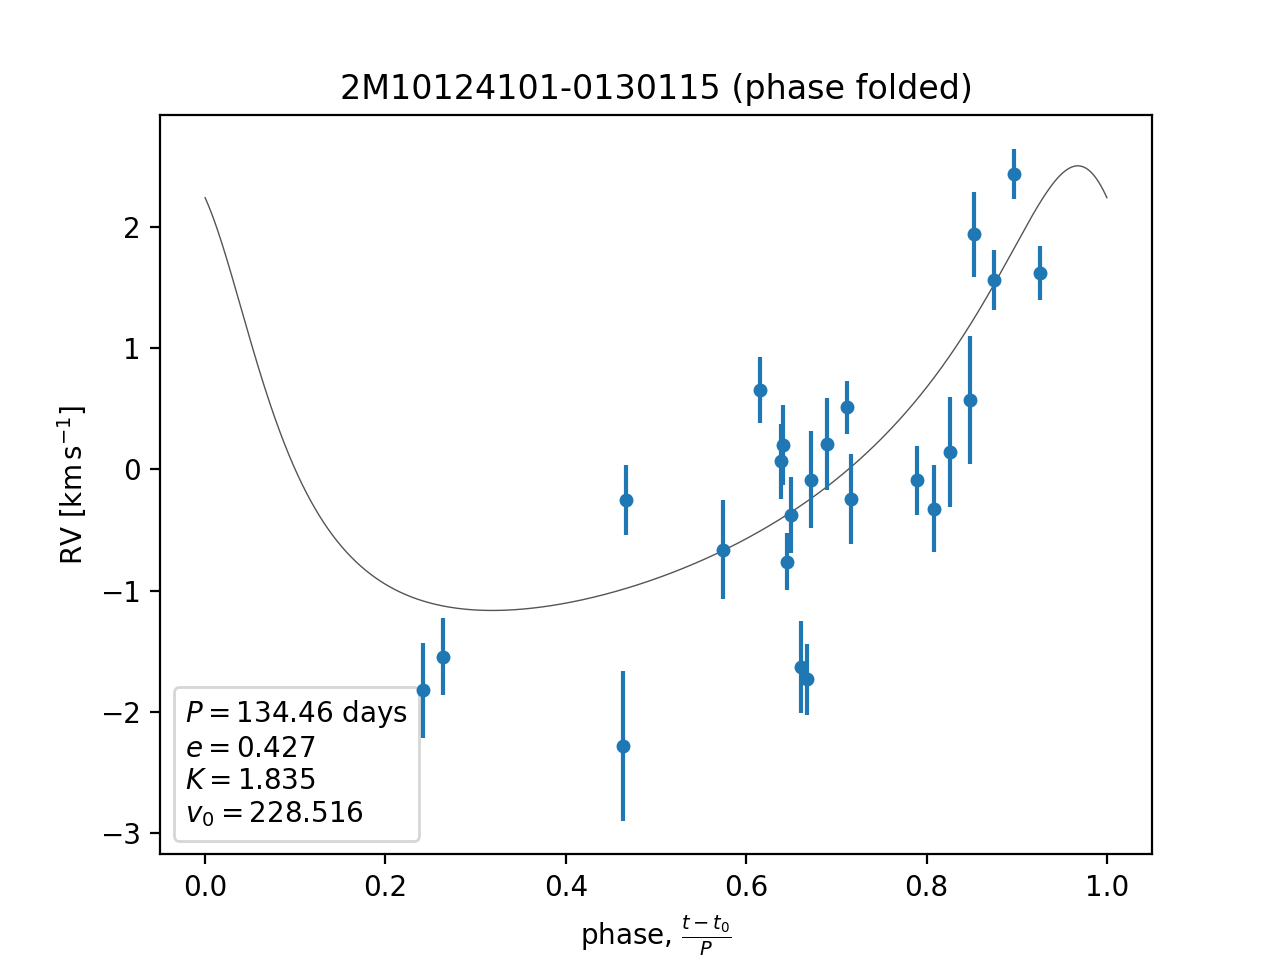 2M10124101-0130115 (phase folded)
RV [km s⁻¹]
2
1
0
−1
−2
−3
P = 134.46 days
e = 0.427
K = 1.835
v₀ = 228.516
0.0 0.2 0.4 0.6 0.8 1.0
phase, (t − t₀)/P